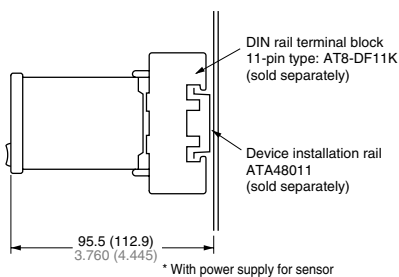 DIN rail terminal block
11-pin type: AT8-DF11K
(sold separately)
Device installation rail
ATA48011
(sold separately)
95.5 (112.9)
3.760 (4.445)
* With power supply for sensor